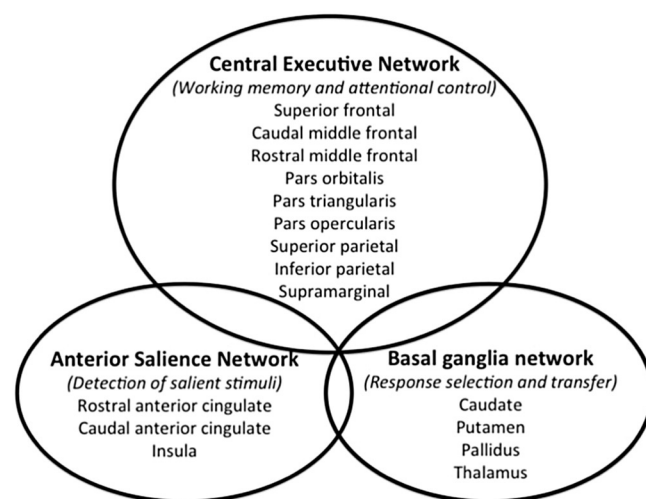 Central Executive Network
(Working memory and attentional control)
Superior frontal
Caudal middle frontal
Rostral middle frontal
Pars orbitalis
Pars triangularis
Pars opercularis
Superior parietal
Inferior parietal
Supramarginal
Anterior Salience Network
(Detection of salient stimuli)
Rostral anterior cingulate
Caudal anterior cingulate
Insula
Basal ganglia network
(Response selection and transfer)
Caudate
Putamen
Pallidus
Thalamus